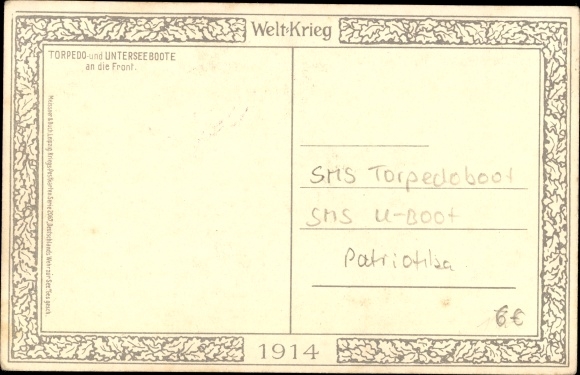 Welt-Krieg
TORPEDO-und UNTERSEEBOOTE
an die Front.
SMS Torpedoboot
SMS U-Boot
Patriotika
6€
1914